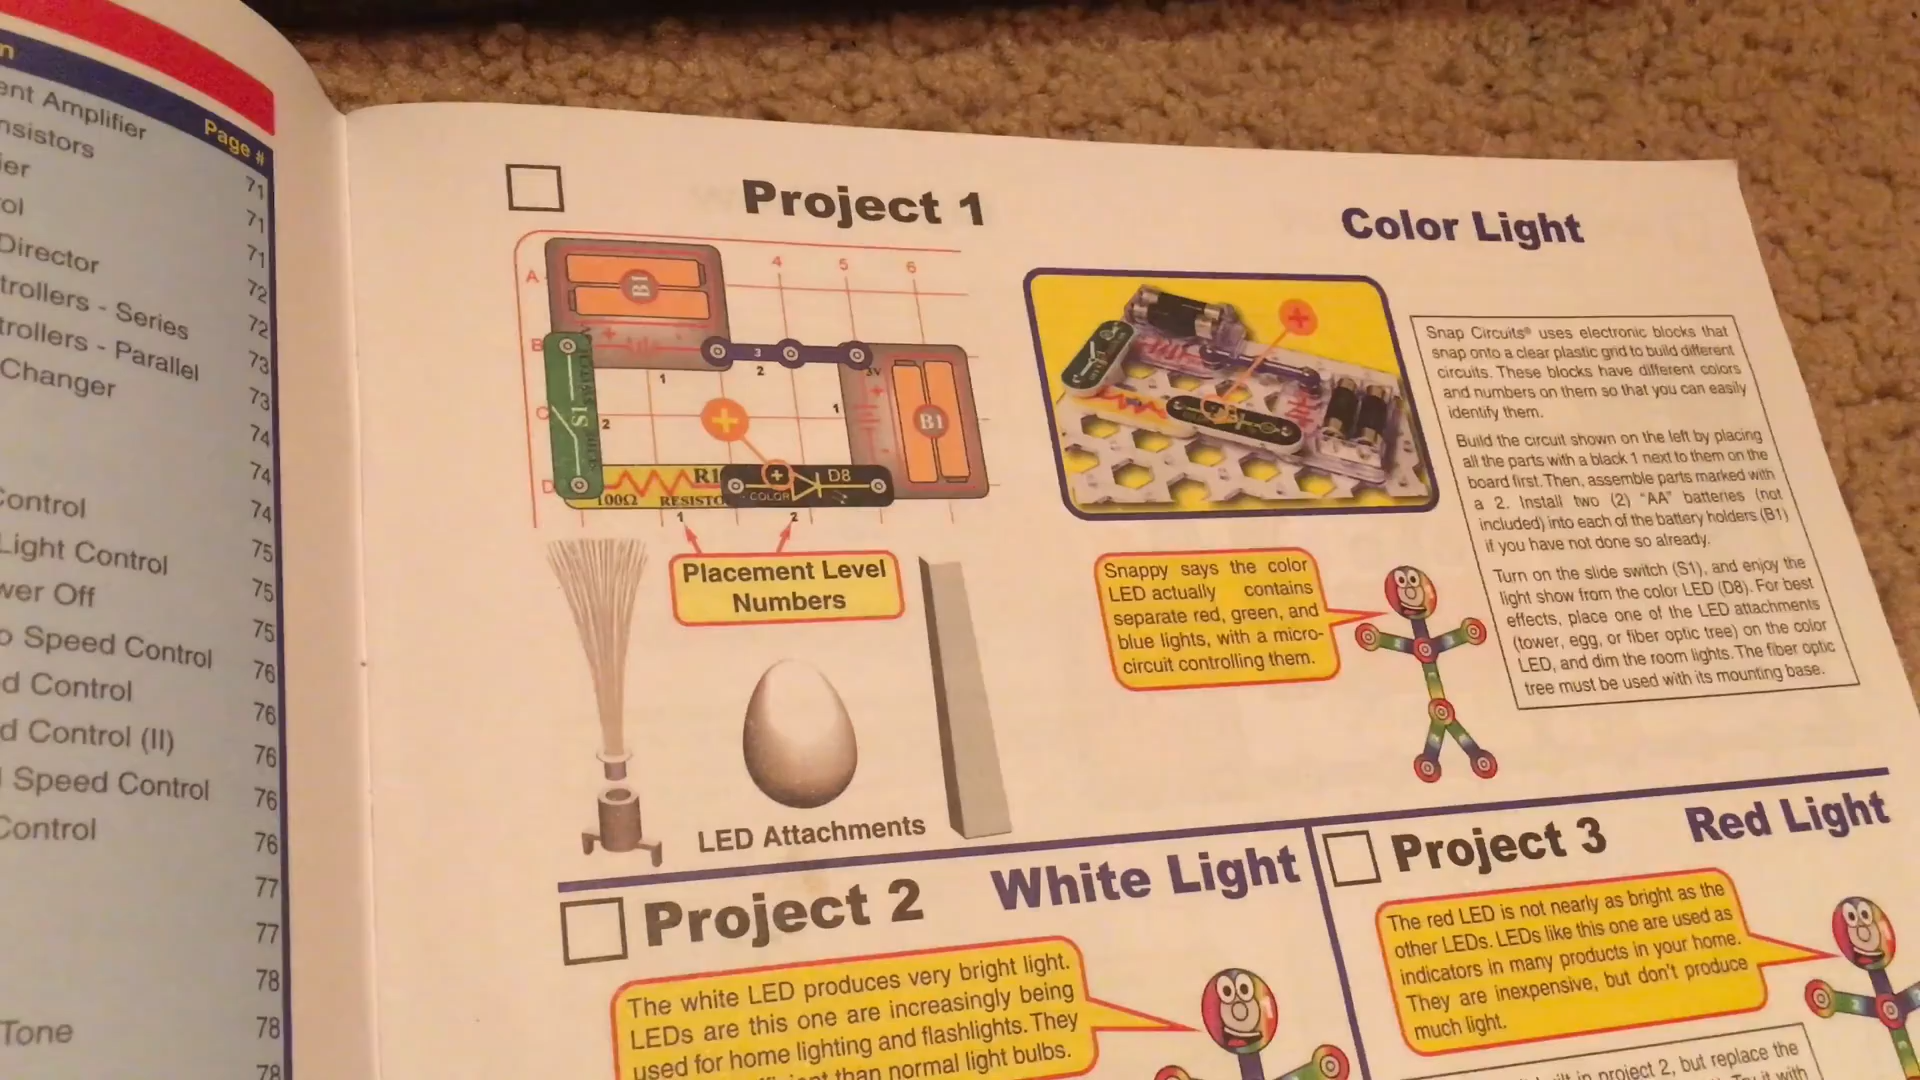 Page #
ent Amplifier 71
nsistors 71
ier 71
ol 72
Director 72
trollers - Series 73
trollers - Parallel 73
Changer 74
74
74
Control 75
Light Control 75
wer Off 75
o Speed Control 76
d Control 76
d Control (II) 76
Speed Control 76
Control 76
77
77
78
Tone 78
78
Project 1
Color Light
A
B
C
D
4
5
6
B1
3
1
2
3V
S1
2
1
B1
R1
100Ω
RESISTO
COLOR
D8
1
2
Placement Level
Numbers
LED Attachments
Snappy says the color
LED actually contains
separate red, green, and
blue lights, with a micro-
circuit controlling them.
Snap Circuits® uses electronic blocks that
snap onto a clear plastic grid to build different
circuits. These blocks have different colors
and numbers on them so that you can easily
identify them.
Build the circuit shown on the left by placing
all the parts with a black 1 next to them on the
board first. Then, assemble parts marked with
a 2. Install two (2) “AA” batteries (not
included) into each of the battery holders (B1)
if you have not done so already.
Turn on the slide switch (S1), and enjoy the
light show from the color LED (D8). For best
effects, place one of the LED attachments
(tower, egg, or fiber optic tree) on the color
LED, and dim the room lights. The fiber optic
tree must be used with its mounting base.
Project 2
White Light
The white LED produces very bright light.
LEDs are this one are increasingly being
used for home lighting and flashlights. They
than normal light bulbs.
Project 3
Red Light
The red LED is not nearly as bright as the
other LEDs. LEDs like this one are used as
indicators in many products in your home.
They are inexpensive, but don't produce
much light.
in project 2, but replace the